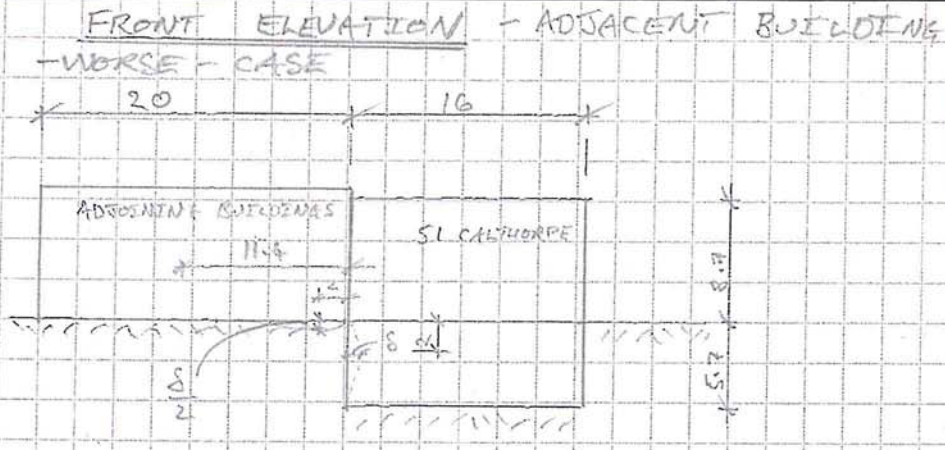 FRONT ELEVATION - ADJACENT BUILDING
- WORSE - CASE
20
16
ADJOINING BUILDINGS
51 CALTHORPE
11.4
8.7
δ
δ
2
5.7